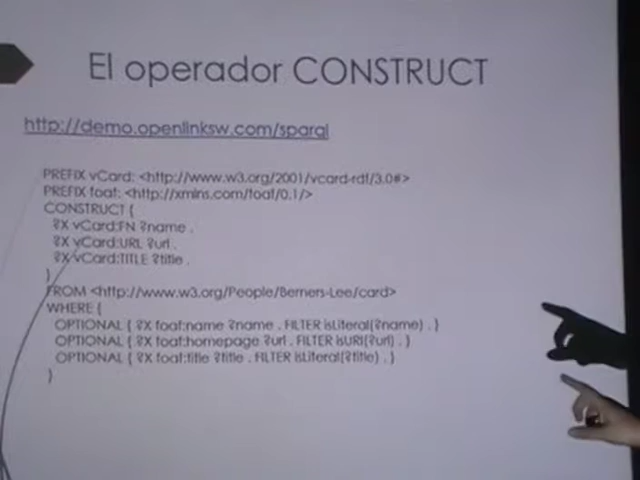 El operador CONSTRUCT
http://demo.openlinksw.com/sparql
PREFIX vCard: <http://www.w3.org/2001/vcard-rdf/3.0#>
PREFIX foaf: <http://xmlns.com/foaf/0.1/>
CONSTRUCT {
?X vCard:FN ?name .
?X vCard:URL ?url .
?X vCard:TITLE ?title .
}
FROM <http://www.w3.org/People/Berners-Lee/card>
WHERE {
OPTIONAL { ?X foaf:name ?name . FILTER isLiteral(?name) . }
OPTIONAL { ?X foaf:homepage ?url . FILTER isURI(?url) . }
OPTIONAL { ?X foaf:title ?title . FILTER isLiteral(?title) . }
}